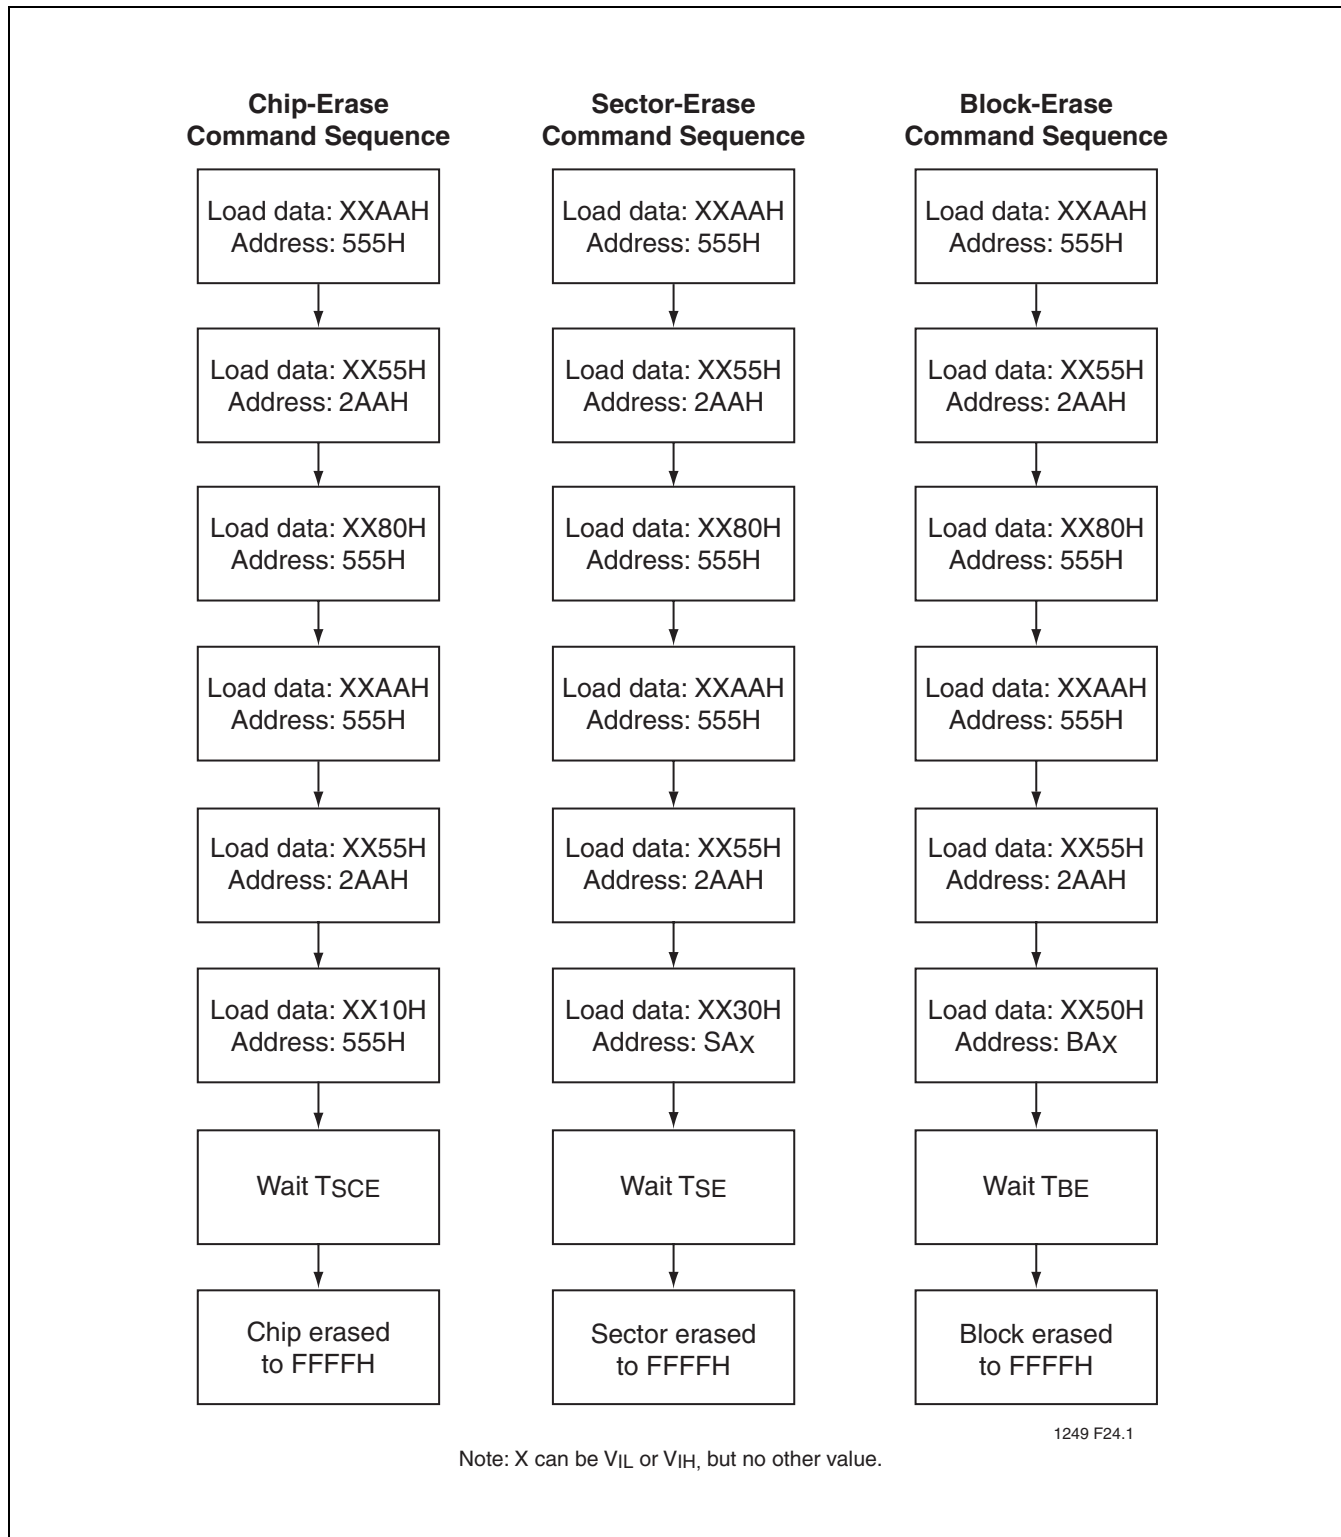 Chip-Erase
Command Sequence
Load data: XXAAH
Address: 555H
Load data: XX55H
Address: 2AAH
Load data: XX80H
Address: 555H
Load data: XXAAH
Address: 555H
Load data: XX55H
Address: 2AAH
Load data: XX10H
Address: 555H
Wait TSCE
Chip erased
to FFFFH
Sector-Erase
Command Sequence
Load data: XXAAH
Address: 555H
Load data: XX55H
Address: 2AAH
Load data: XX80H
Address: 555H
Load data: XXAAH
Address: 555H
Load data: XX55H
Address: 2AAH
Load data: XX30H
Address: SAX
Wait TSE
Sector erased
to FFFFH
Block-Erase
Command Sequence
Load data: XXAAH
Address: 555H
Load data: XX55H
Address: 2AAH
Load data: XX80H
Address: 555H
Load data: XXAAH
Address: 555H
Load data: XX55H
Address: 2AAH
Load data: XX50H
Address: BAX
Wait TBE
Block erased
to FFFFH
1249 F24.1
Note: X can be VIL or VIH, but no other value.